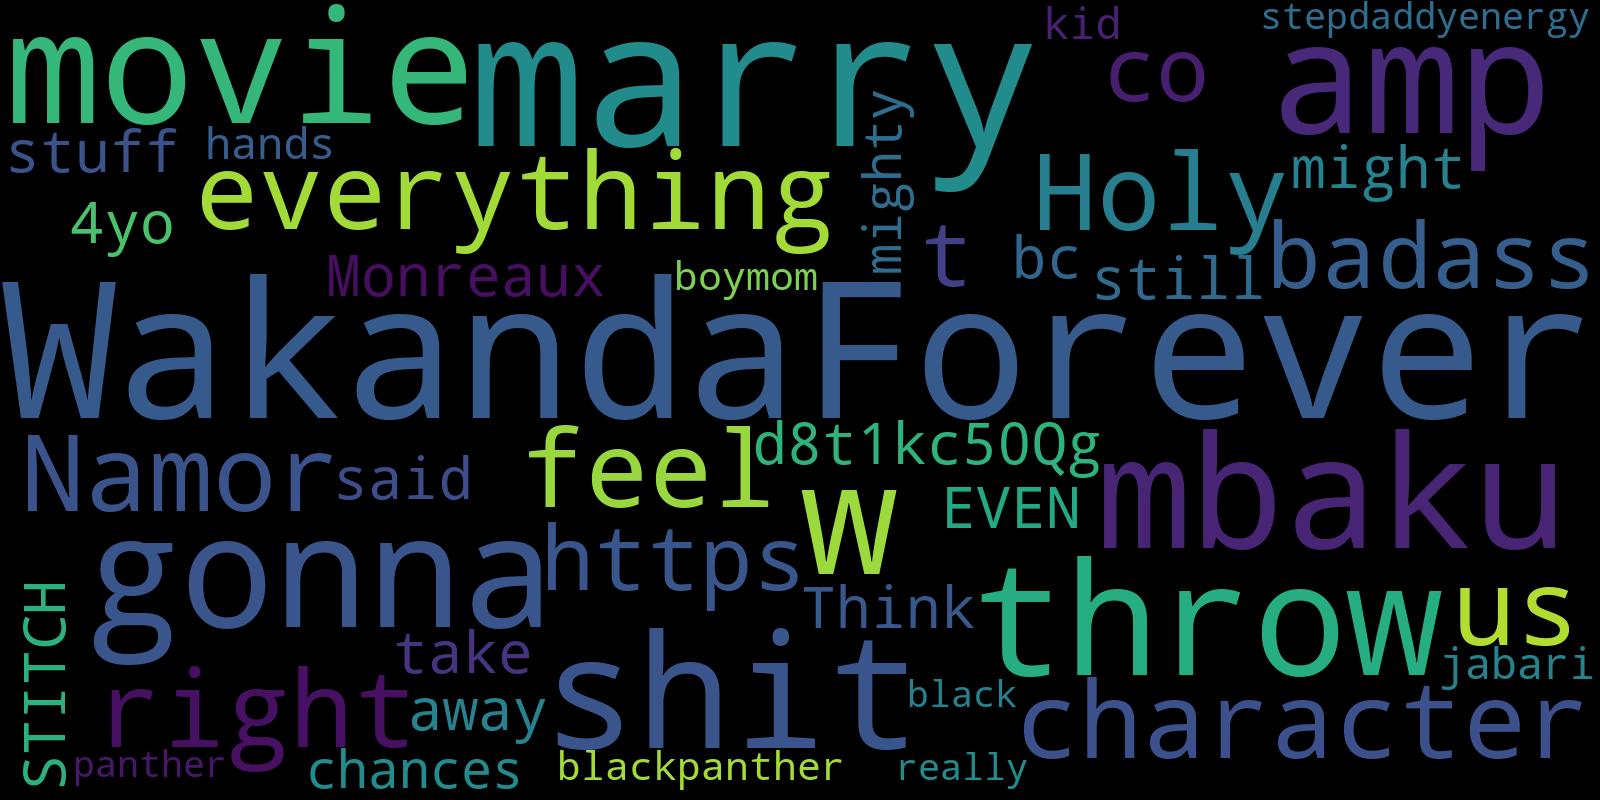 movie marry kid co stepdaddyenergy amp
stuff hands mighty Holy might
4yo everything t bc still badass
Monreaux boymom
WakandaForever
Namor said feel d8t1kc50Qg mbaku
W EVEN
gonna https Think throw us
STITCH take jabari
right away shit black character
panther chances blackpanther really